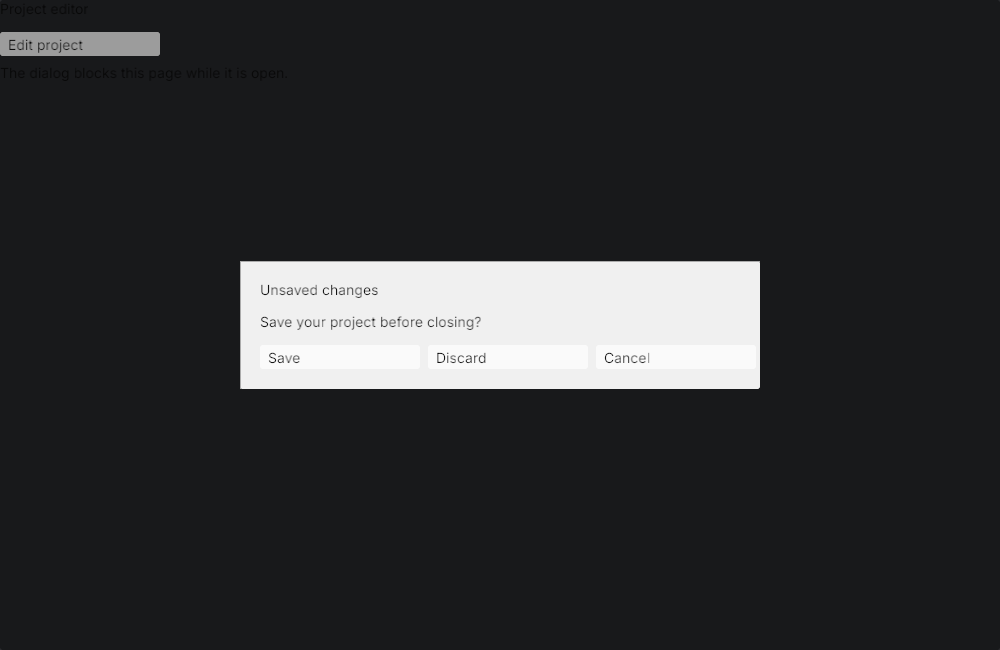 Project editor
Edit project
The dialog blocks this page while it is open.
Unsaved changes
Save your project before closing?
Save
Discard
Cancel